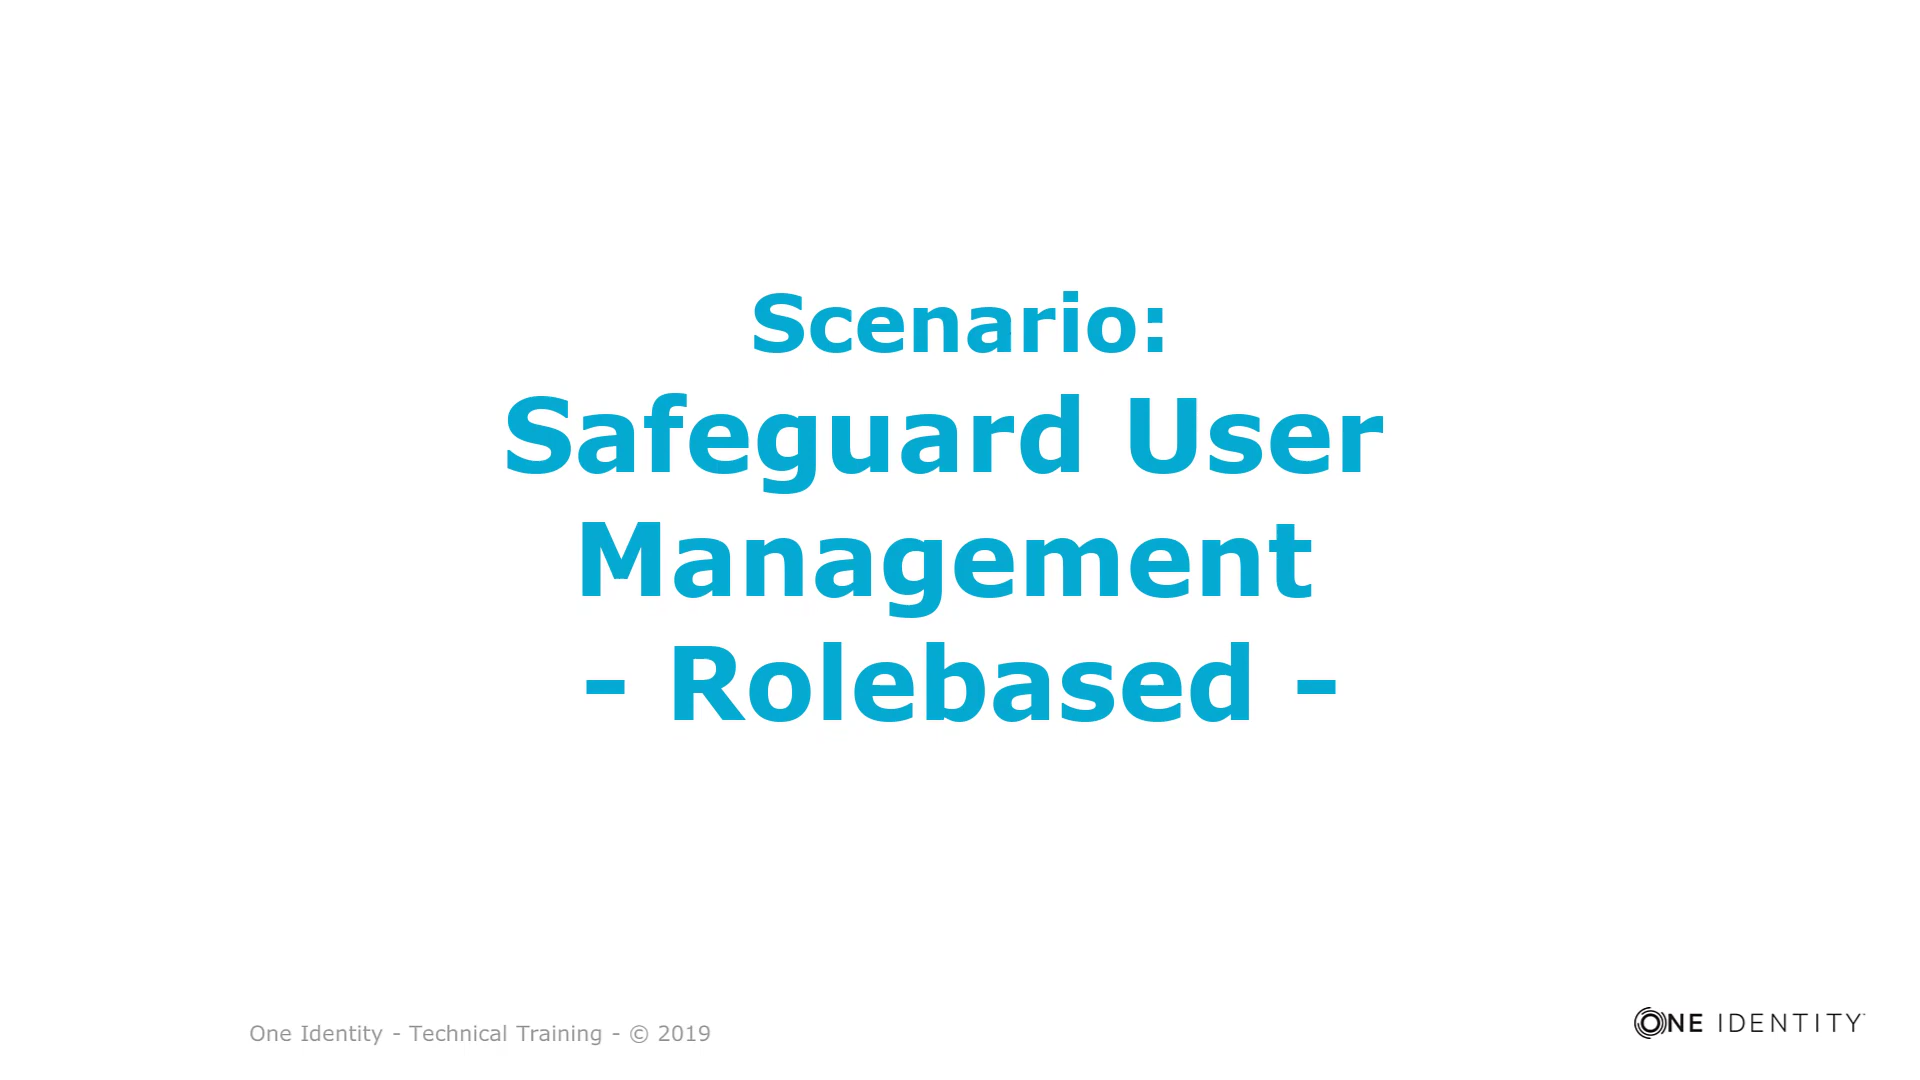 Scenario:
Safeguard User
Management
- Rolebased -
One Identity - Technical Training - © 2019
ONE IDENTITY